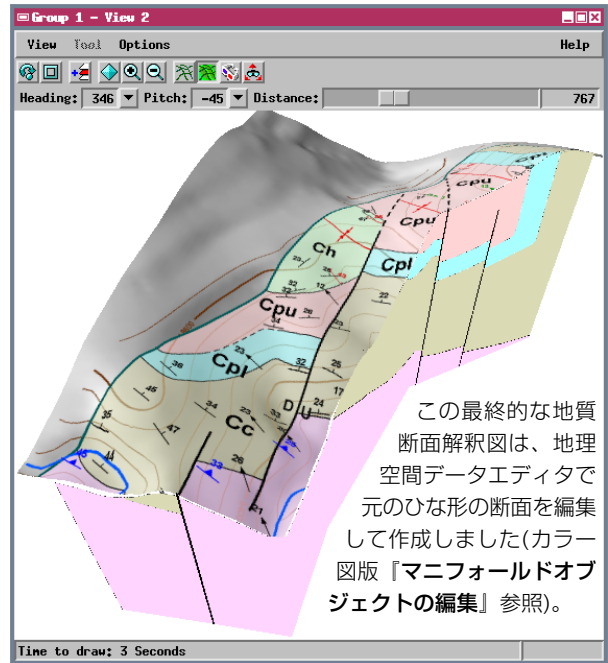 Group 1 - View 2
View Tool Options Help
Heading: 346 Pitch: -45 Distance: 767
Cpl
Cpu
Cpu
Ch
Cpl
Cpu
Cpl
Cc
D U
この最終的な地質
断面解釈図は、地理
空間データエディタで
元のひな形の断面を編集
して作成しました(カラー
図版『マニフォールドオブ
ジェクトの編集』参照)。
Time to draw: 3 Seconds